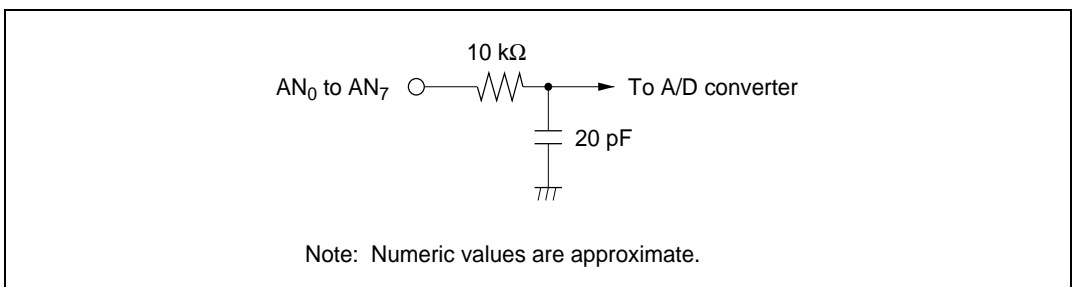 10 kΩ
AN₀ to AN₇
To A/D converter
20 pF
Note: Numeric values are approximate.